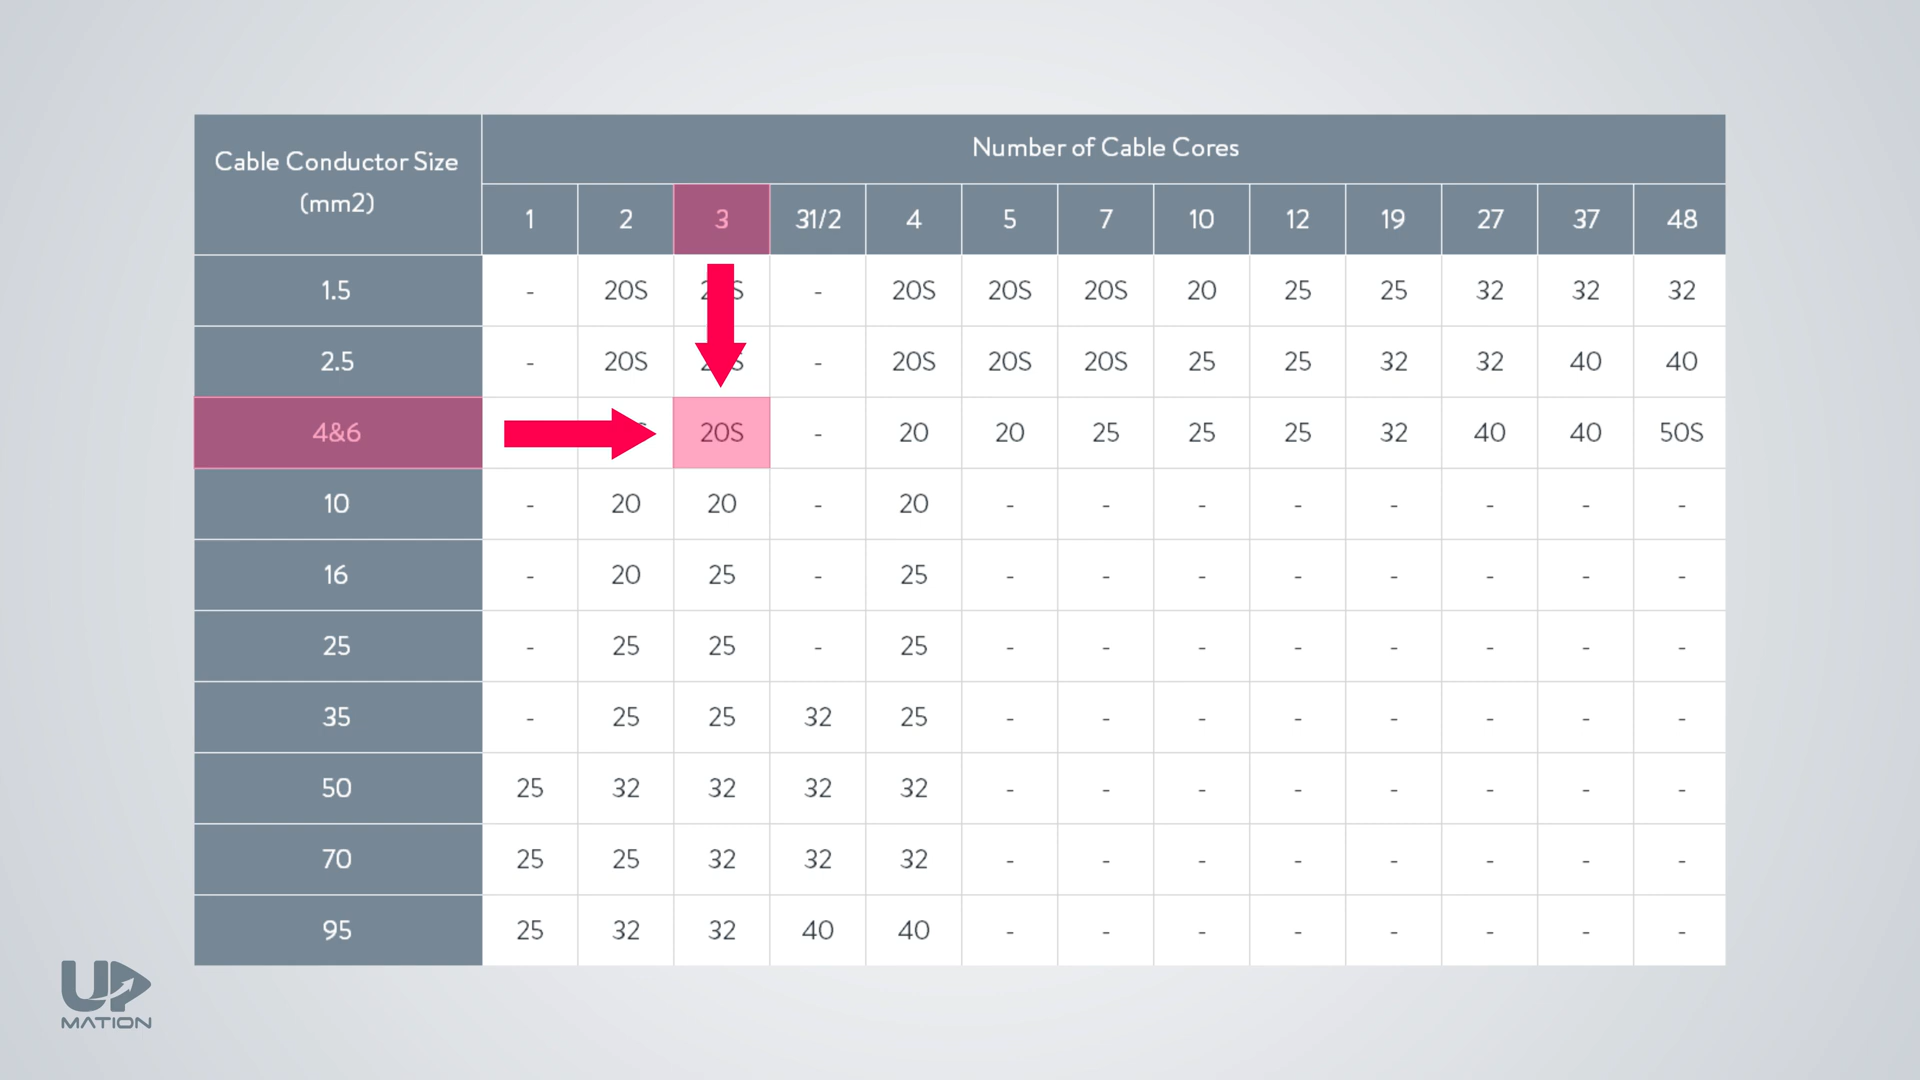 Cable Conductor Size
(mm2)
Number of Cable Cores
1 2 3 31/2 4 5 7 10 12 19 27 37 48
1.5 - 20S - 20S 20S 20S 20 25 25 32 32 32
2.5 - 20S - 20S 20S 20S 25 25 32 32 40 40
4&6 20S - 20 20 25 25 25 32 40 40 50S
10 - 20 20 - 20 - - - - - - - -
16 - 20 25 - 25 - - - - - - - -
25 - 25 25 - 25 - - - - - - - -
35 - 25 25 32 25 - - - - - - - -
50 25 32 32 32 32 - - - - - - - -
70 25 25 32 32 32 - - - - - - - -
95 25 32 32 40 40 - - - - - - - -
UP
MATION